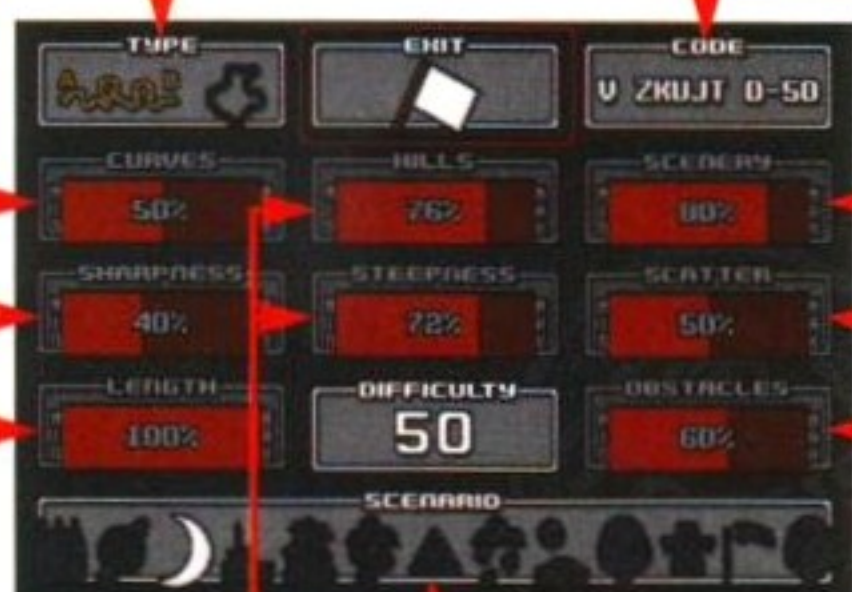 TYPE
EXIT
CODE
V ZKUJT D-50
CURVES
HILLS
SCENERY
50%
76%
80%
SHARPNESS
STEEPNESS
SCATTER
40%
72%
50%
LENGTH
DIFFICULTY
OBSTACLES
100%
50
60%
SCENARIO